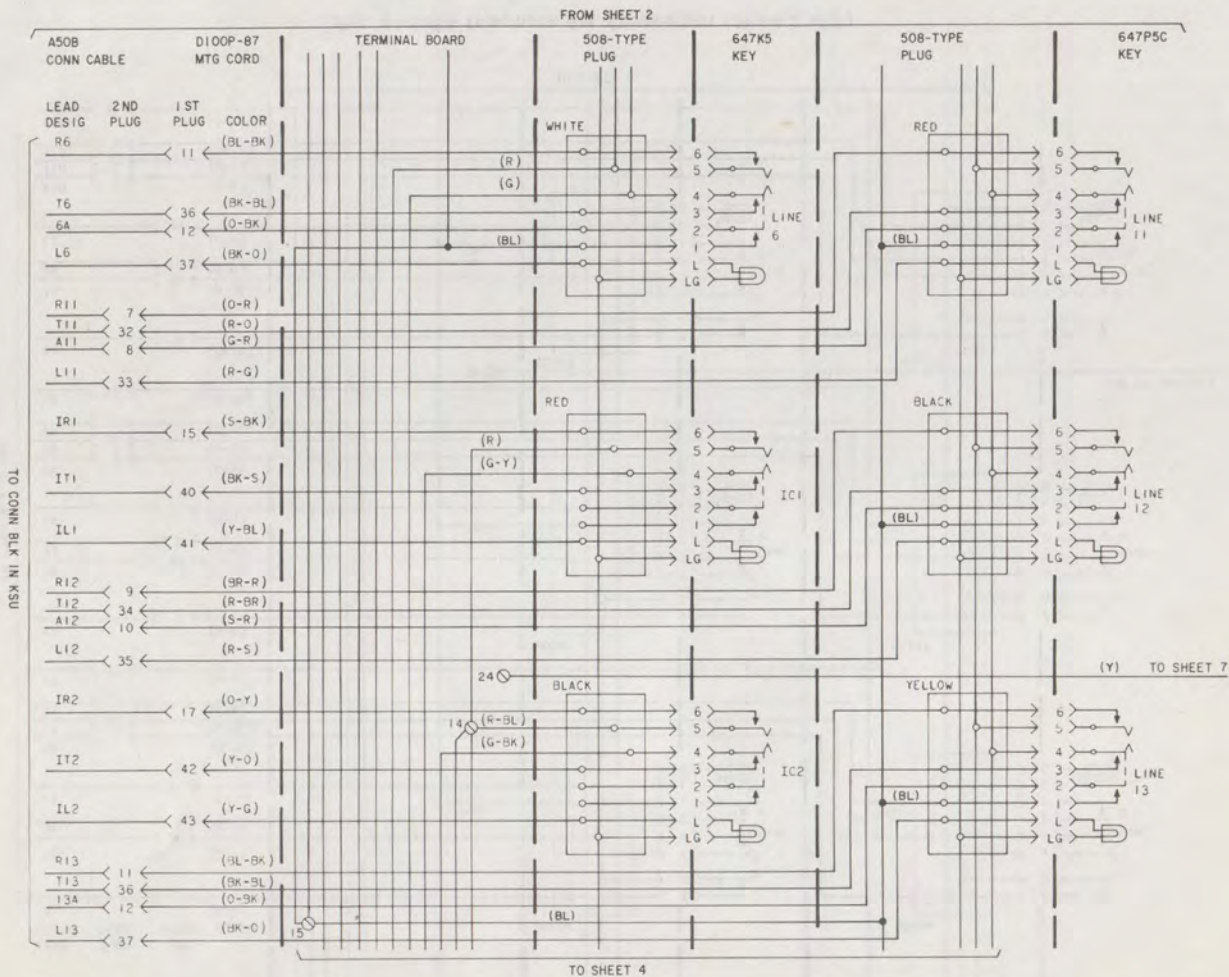 FROM SHEET 2
A50B CONN CABLE
D100P-87 MTG CORD
TERMINAL BOARD
508-TYPE PLUG
647K5 KEY
508-TYPE PLUG
647P5C KEY
LEAD DESIG
2ND PLUG
1ST PLUG
COLOR
TO CONN BLK IN KSU
R6 11 (BL-BK)
T6 36 (BK-BL)
6A 12 (O-BK)
L6 37 (BK-O)
R11 7 (O-R)
T11 32 (R-O)
A11 8 (G-R)
L11 33 (R-G)
IR1 15 (S-BK)
IT1 40 (BK-S)
IL1 41 (Y-BL)
R12 9 (BR-R)
T12 34 (R-BR)
A12 10 (S-R)
L12 35 (R-S)
IR2 17 (O-Y)
IT2 42 (Y-O)
IL2 43 (Y-G)
R13 11 (BL-BK)
T13 36 (BK-BL)
13A 12 (O-BK)
L13 37 (BK-O)
WHITE
(R)
(G)
(BL)
6
5
4
3
2
1
L
LG
LINE 6
RED
(BL)
6
5
4
3
2
1
L
LG
LINE 11
RED
(R)
(G-Y)
6
5
4
3
2
1
L
LG
IC1
BLACK
(BL)
6
5
4
3
2
1
L
LG
LINE 12
24
(Y) TO SHEET 7
BLACK
14
(R-BL)
(G-BK)
6
5
4
3
2
1
L
LG
IC2
YELLOW
(BL)
6
5
4
3
2
1
L
LG
LINE 13
15
(BL)
TO SHEET 4